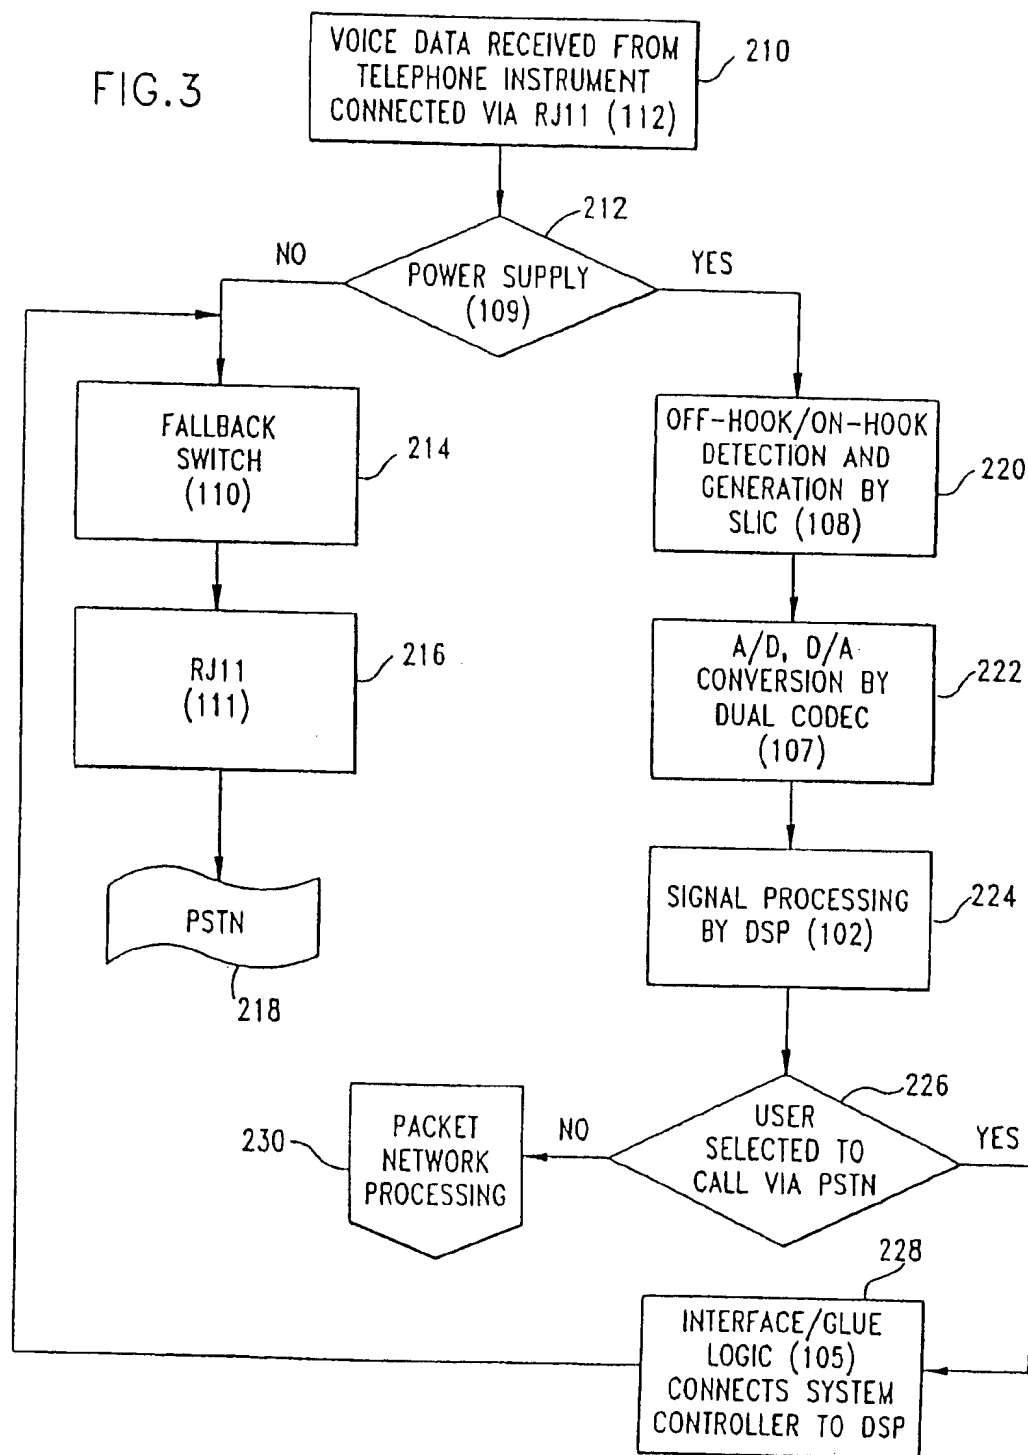 FIG.3
VOICE DATA RECEIVED FROM
TELEPHONE INSTRUMENT
CONNECTED VIA RJ11 (112)
210
212
NO
YES
POWER SUPPLY
(109)
FALLBACK
SWITCH
(110)
214
OFF-HOOK/ON-HOOK
DETECTION AND
GENERATION BY
SLIC (108)
220
RJ11
(111)
216
A/D, D/A
CONVERSION BY
DUAL CODEC
(107)
222
PSTN
218
SIGNAL PROCESSING
BY DSP (102)
224
226
USER
SELECTED TO
CALL VIA PSTN
NO
YES
230
PACKET
NETWORK
PROCESSING
228
INTERFACE/GLUE
LOGIC (105)
CONNECTS SYSTEM
CONTROLLER TO DSP